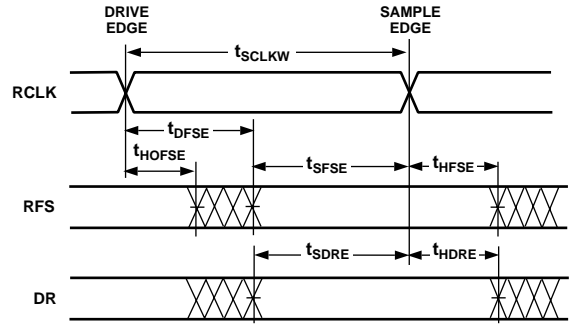 DRIVE
EDGE
SAMPLE
EDGE
tSCLKW
RCLK
tDFSE
tHOFSE
tSFSE
tHFSE
RFS
tSDRE
tHDRE
DR